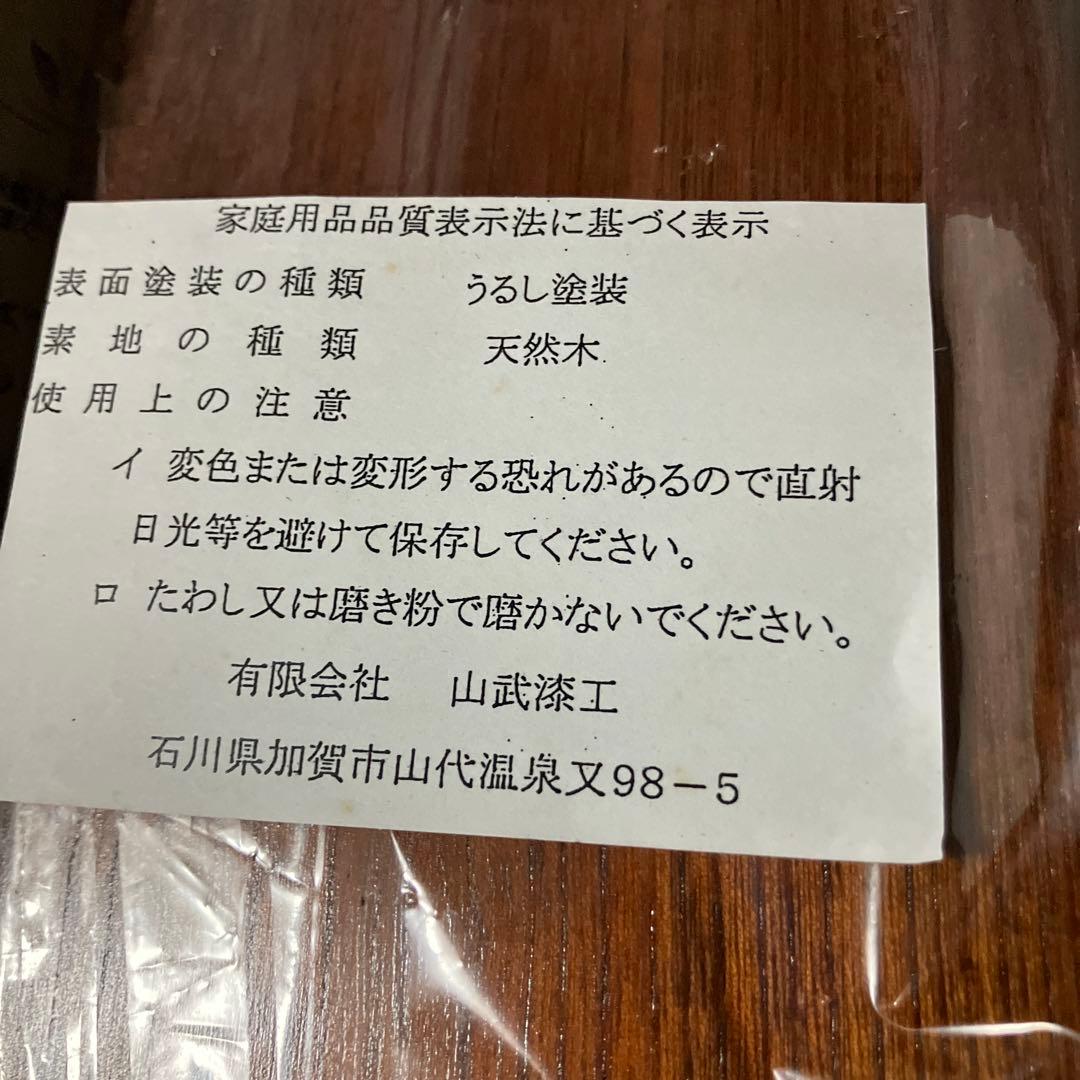 家庭用品品質表示法に基づく表示
表面塗装の種類 うるし塗装
素地の種類 天然木
使用上の注意
イ 変色または変形する恐れがあるので直射
日光等を避けて保存してください。
ロ たわし又は磨き粉で磨かないでください。
有限会社 山武漆工
石川県加賀市山代温泉又98-5